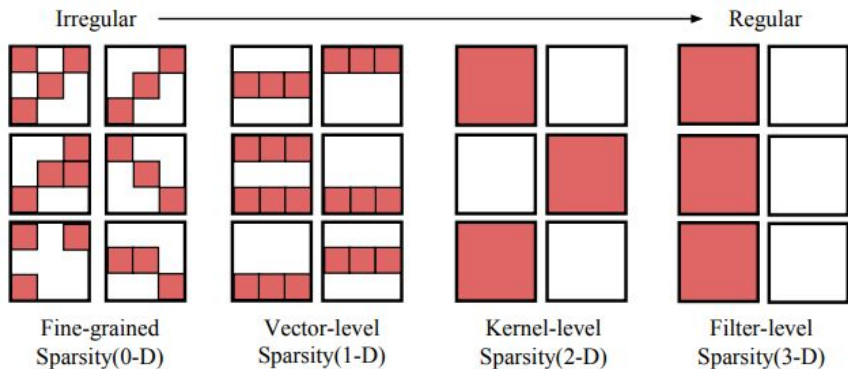 Irregular
Regular
Fine-grained
Sparsity(0-D)
Vector-level
Sparsity(1-D)
Kernel-level
Sparsity(2-D)
Filter-level
Sparsity(3-D)